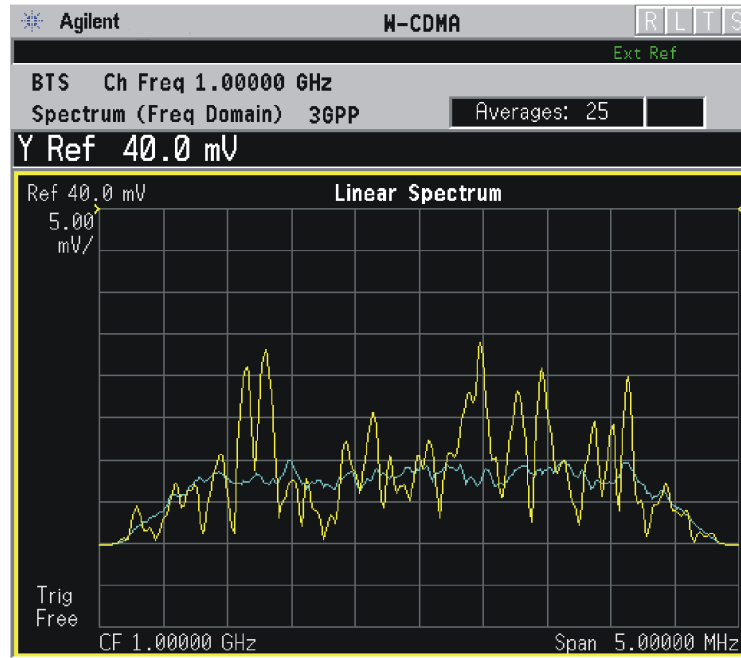 Agilent W-CDMA R L T S
Ext Ref
BTS Ch Freq 1.00000 GHz
Spectrum (Freq Domain) 3GPP Averages: 25
Y Ref 40.0 mV
Ref 40.0 mV Linear Spectrum
5.00
mV/
Trig
Free
CF 1.00000 GHz Span 5.00000 MHz